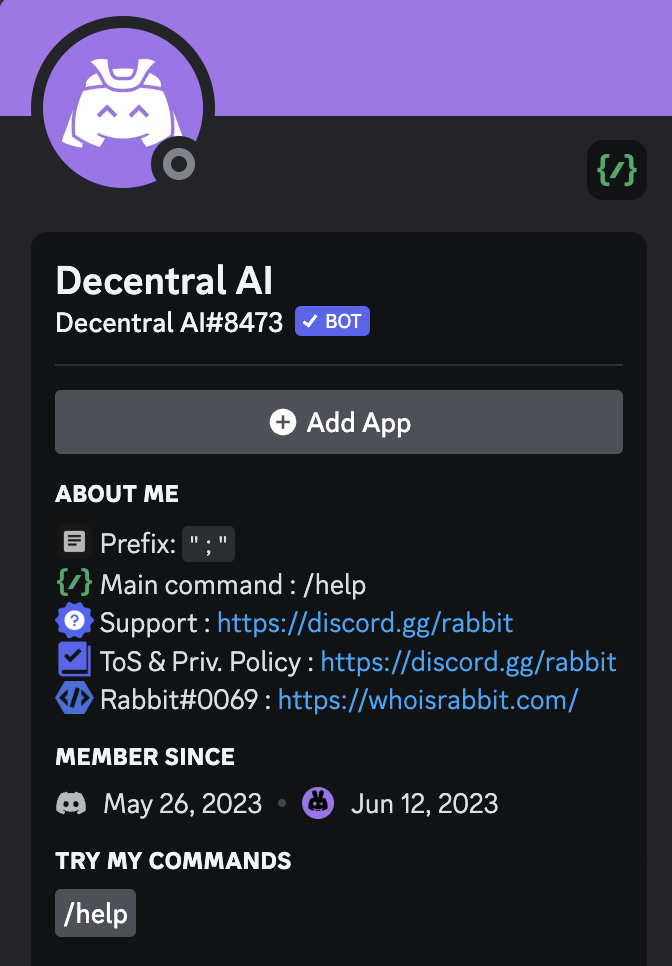 Decentral AI
Decentral AI#8473 BOT
Add App
ABOUT ME
Prefix: ";"
Main command : /help
Support : https://discord.gg/rabbit
ToS & Priv. Policy : https://discord.gg/rabbit
Rabbit#0069 : https://whoisrabbit.com/
MEMBER SINCE
May 26, 2023 • Jun 12, 2023
TRY MY COMMANDS
/help